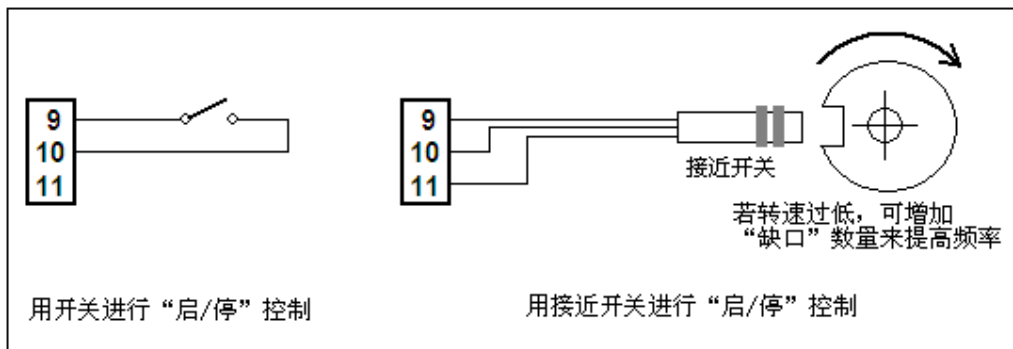 9
10
11
用开关进行“启/停”控制
9
10
11
接近开关
若转速过低，可增加
“缺口”数量来提高频率
用接近开关进行“启/停”控制